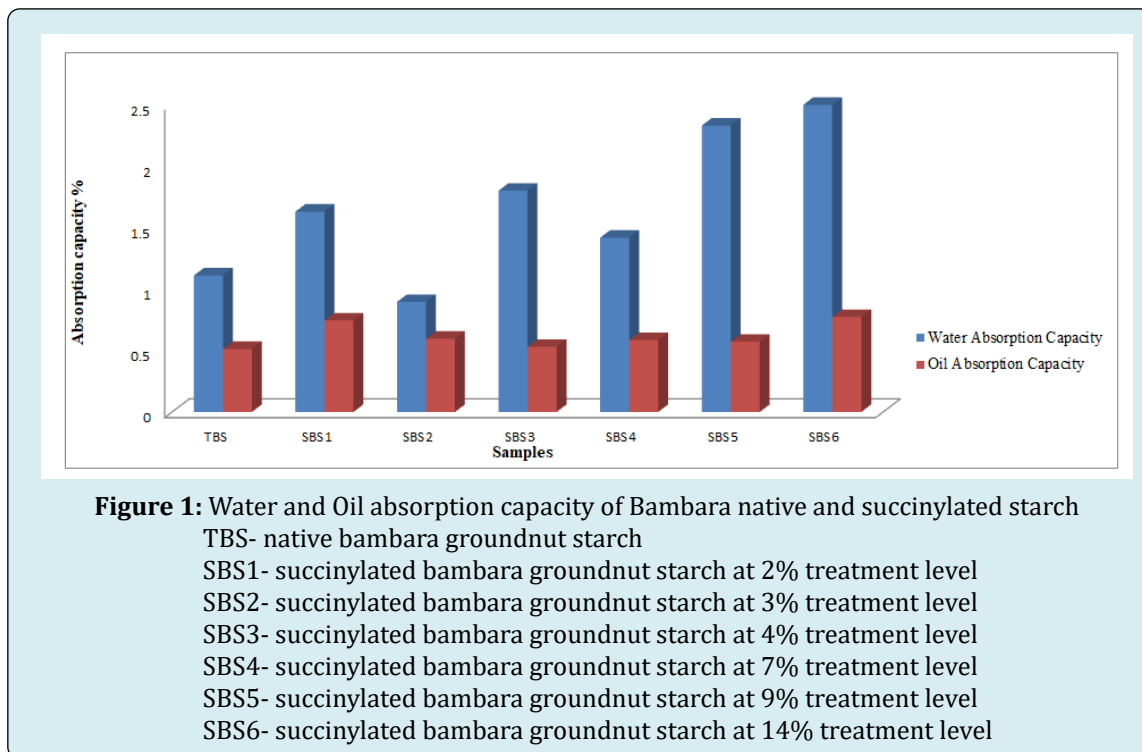 2.5
2
1.5
1
0.5
0
Absorption capacity %
TBS SBS1 SBS2 SBS3 SBS4 SBS5 SBS6
Samples
Water Absorption Capacity
Oil Absorption Capacity
Figure 1: Water and Oil absorption capacity of Bambara native and succinylated starch
TBS- native bambara groundnut starch
SBS1- succinylated bambara groundnut starch at 2% treatment level
SBS2- succinylated bambara groundnut starch at 3% treatment level
SBS3- succinylated bambara groundnut starch at 4% treatment level
SBS4- succinylated bambara groundnut starch at 7% treatment level
SBS5- succinylated bambara groundnut starch at 9% treatment level
SBS6- succinylated bambara groundnut starch at 14% treatment level